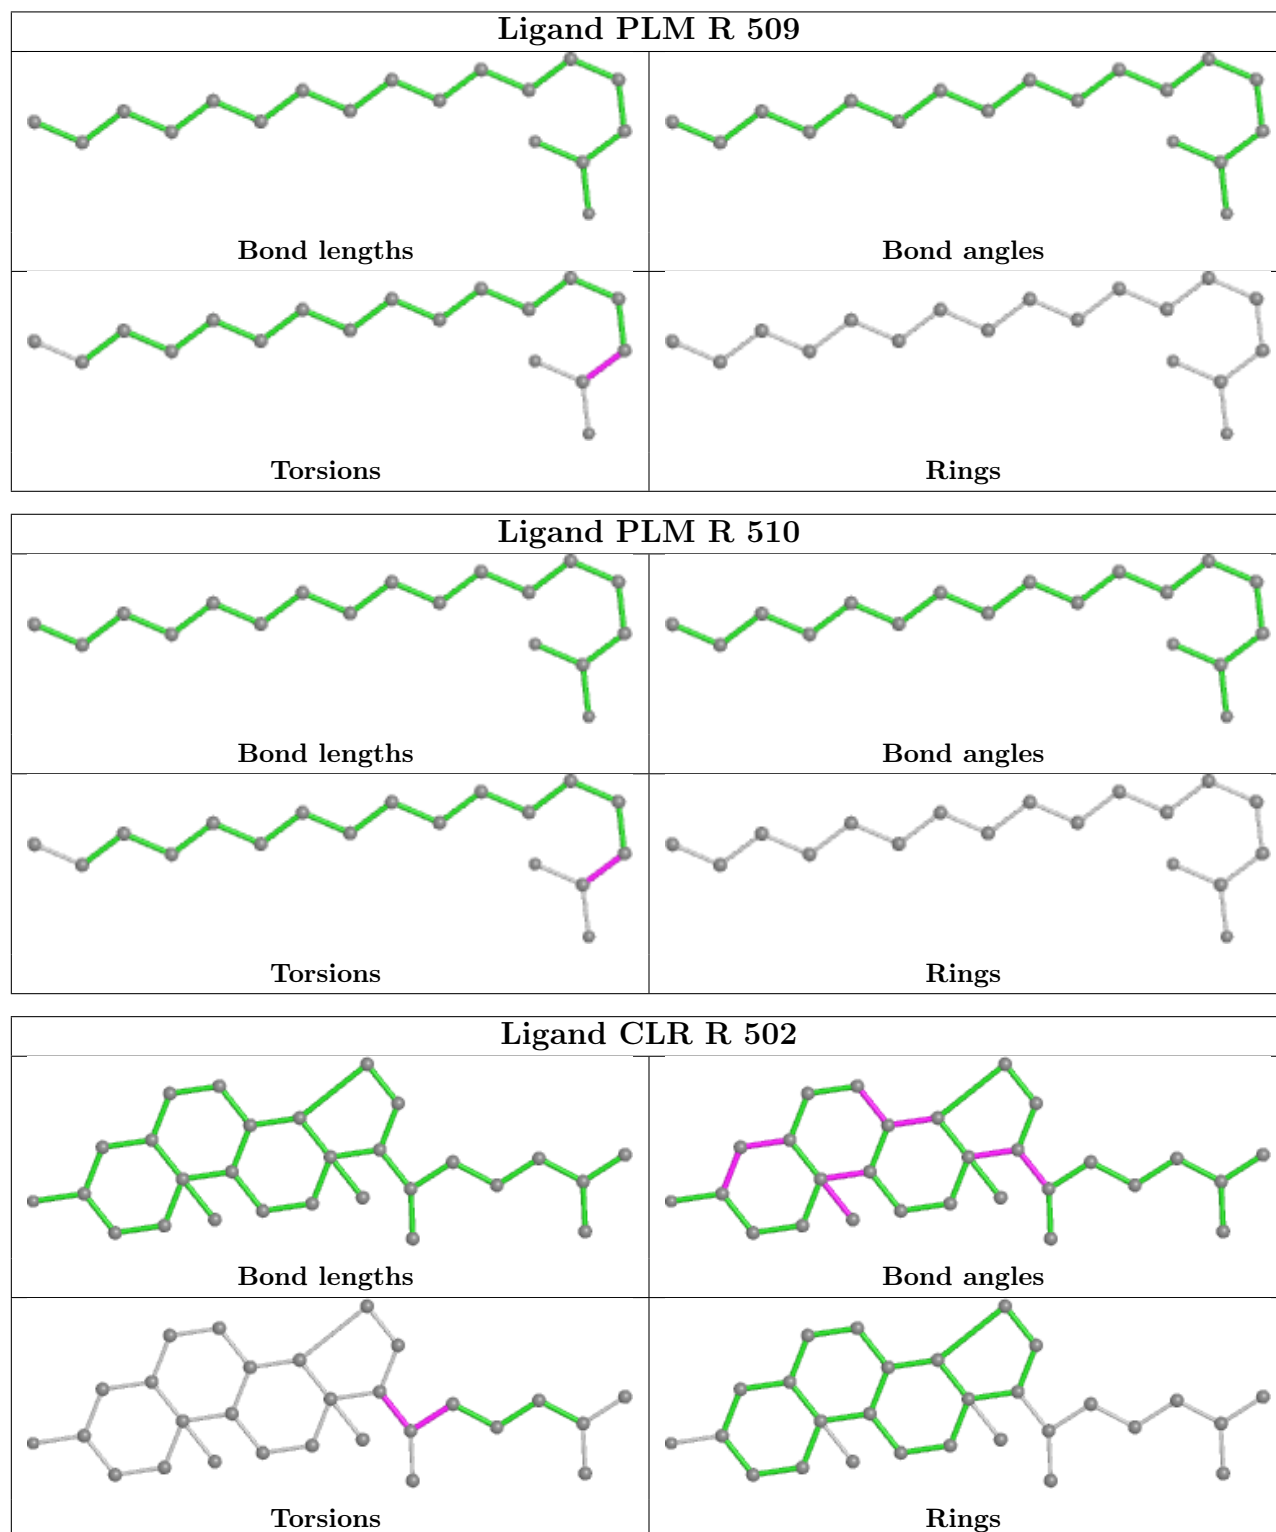 Ligand PLM R 509
Bond lengths
Bond angles
Torsions
Rings
Ligand PLM R 510
Bond lengths
Bond angles
Torsions
Rings
Ligand CLR R 502
Bond lengths
Bond angles
Torsions
Rings